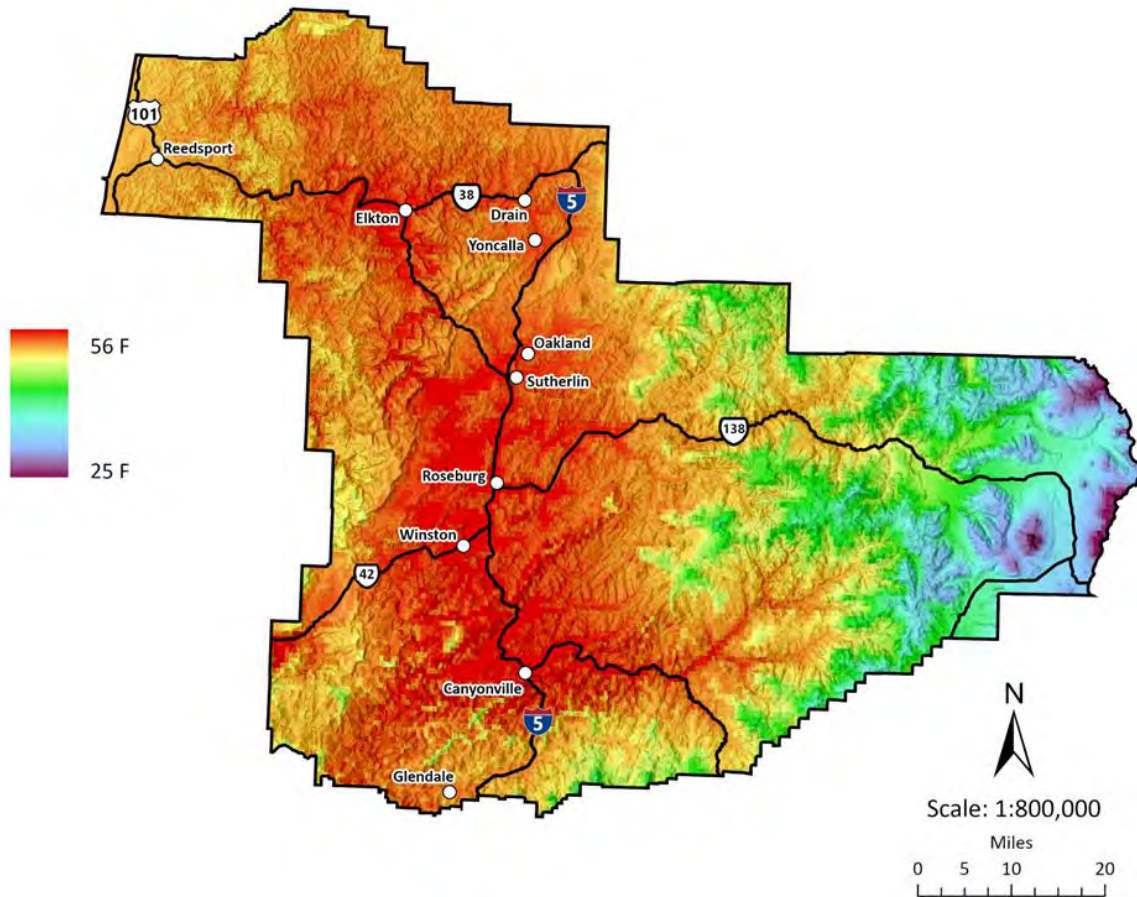 101
Reedsport
Elkton
38
Drain
5
Yoncalla
56 F
25 F
Oakland
Sutherlin
138
Roseburg
Winston
42
Canyonville
5
Glendale
N
Scale: 1:800,000
Miles
0 5 10 20